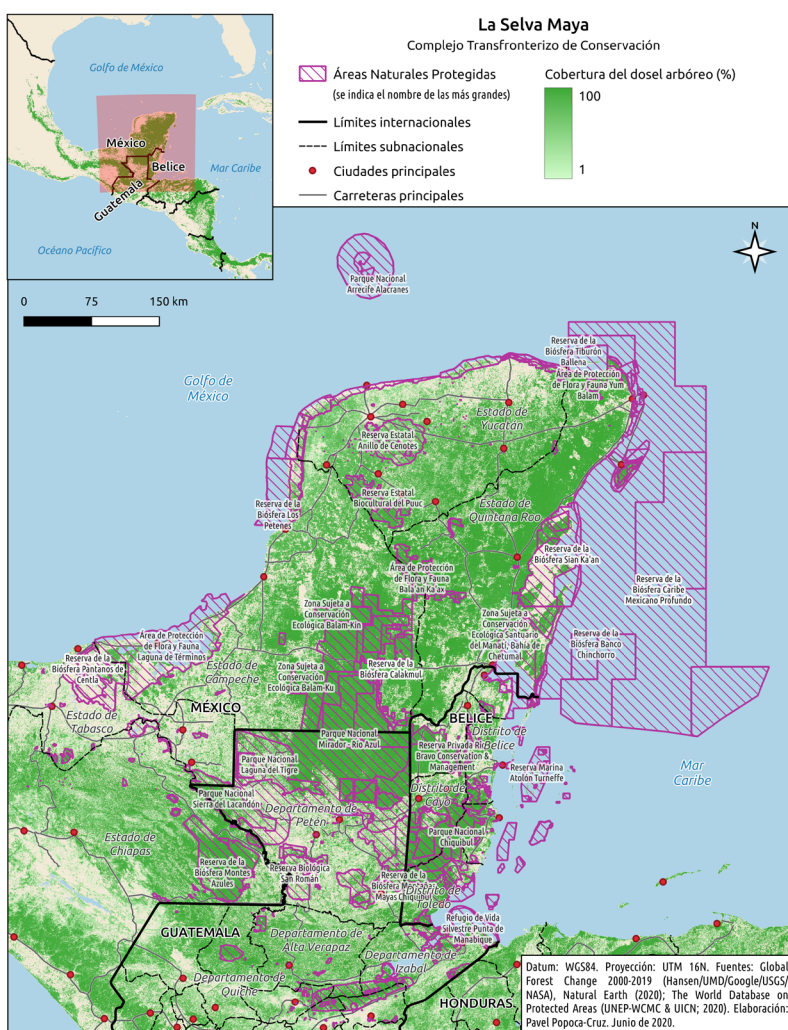 La Selva Maya
Complejo Transfronterizo de Conservación
Áreas Naturales Protegidas
(se indica el nombre de las más grandes)
Límites internacionales
Límites subnacionales
Ciudades principales
Carreteras principales
Cobertura del dosel arbóreo (%)
100
1
Golfo de México
México
Belice
Guatemala
Mar Caribe
Océano Pacífico
0 75 150 km
N
Parque Nacional
Arrecife Alacranes
Golfo de
México
Reserva de la
Biósfera Tiburón
Ballena
Área de Protección
de Flora y Fauna Yum
Balam
Estado de
Yucatán
Reserva Estatal
Anillo de Cenotes
Reserva Estatal
Biocultural del Puuc
Reserva de la
Biósfera Los
Petenes
Estado de
Quintana Roo
Reserva de la
Biósfera Sian Ka'an
Área de Protección
de Flora y Fauna
Bala'an Ka'ax
Reserva de la
Biósfera Caribe
Mexicano Profundo
Zona Sujeta a
Conservación
Ecológica Balam-Kin
Zona Sujeta a
Conservación
Ecológica Santuario
del Manatí, Bahía de
Chetumal
Reserva de la
Biósfera Banco
Chinchorro
Área de Protección
de Flora y Fauna
Laguna de Términos
Reserva de la
Biósfera Pantanos de
Centla
Estado de
Campeche
Zona Sujeta a
Conservación
Ecológica Balam-Ku
Reserva de la
Biósfera Calakmul
MÉXICO
Estado de
Tabasco
BELICE
Distrito de
Belice
Parque Nacional
Mirador - Rio Azul
Reserva Privada Rio
Bravo Conservation &
Management
Parque Nacional
Laguna del Tigre
Reserva Marina
Atolón Turneffe
Mar
Caribe
Parque Nacional
Sierra del Lacandón
Distrito de
Cayo
Departamento de
Petén
Estado de
Chiapas
Parque Nacional
Chiquibul
Reserva de la
Biósfera Montes
Azules
Reserva Biológica
San Román
Reserva de la
Biósfera Montañas
Mayas Chiquibul
Distrito de
Toledo
Refugio de Vida
Silvestre Punta de
Manabique
GUATEMALA
Departamento de
Alta Verapaz
Departamento de
Izabal
Departamento de
Quiche
HONDURAS
Datum: WGS84. Proyección: UTM 16N. Fuentes: Global
Forest Change 2000-2019 (Hansen/UMD/Google/USGS/
NASA), Natural Earth (2020); The World Database on
Protected Areas (UNEP-WCMC & UICN; 2020). Elaboración:
Pavel Popoca-Cruz. Junio de 2020.